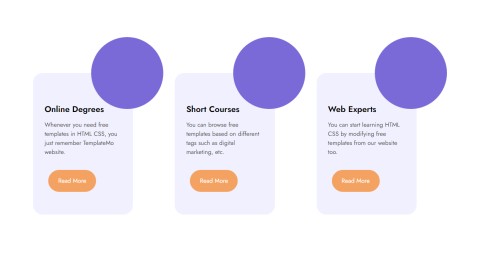 Online Degrees
Whenever you need free
templates in HTML CSS, you
just remember TemplateMo
website.
Read More
Short Courses
You can browse free
templates based on different
tags such as digital
marketing, etc.
Read More
Web Experts
You can start learning HTML
CSS by modifying free
templates from our website
too.
Read More